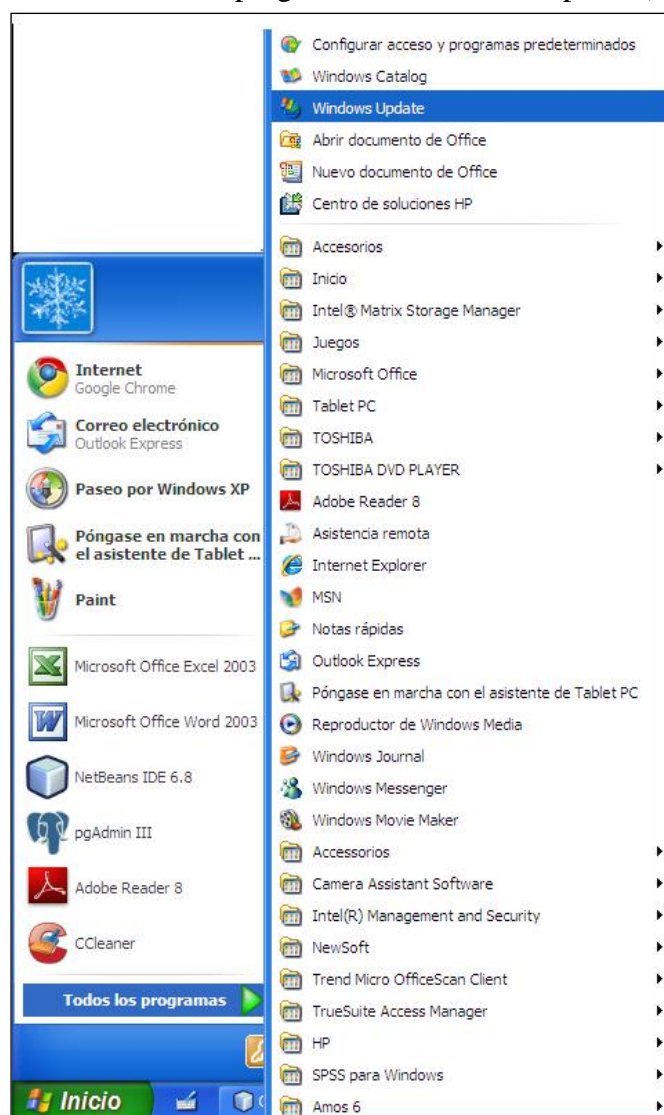 Configurar acceso y programas predeterminados
Windows Catalog
Windows Update
Abrir documento de Office
Nuevo documento de Office
Centro de soluciones HP
Accesorios
Inicio
Intel® Matrix Storage Manager
Juegos
Microsoft Office
Tablet PC
TOSHIBA
TOSHIBA DVD PLAYER
Adobe Reader 8
Asistencia remota
Internet Explorer
MSN
Notas rápidas
Outlook Express
Póngase en marcha con el asistente de Tablet PC
Reproductor de Windows Media
Windows Journal
Windows Messenger
Windows Movie Maker
Accessorios
Camera Assistant Software
Intel(R) Management and Security
NewSoft
Trend Micro OfficeScan Client
TrueSuite Access Manager
HP
SPSS para Windows
Amos 6
Internet
Google Chrome
Correo electrónico
Outlook Express
Paseo por Windows XP
Póngase en marcha con
el asistente de Tablet ...
Paint
Microsoft Office Excel 2003
Microsoft Office Word 2003
NetBeans IDE 6.8
pgAdmin III
Adobe Reader 8
CCleaner
Todos los programas
Inicio